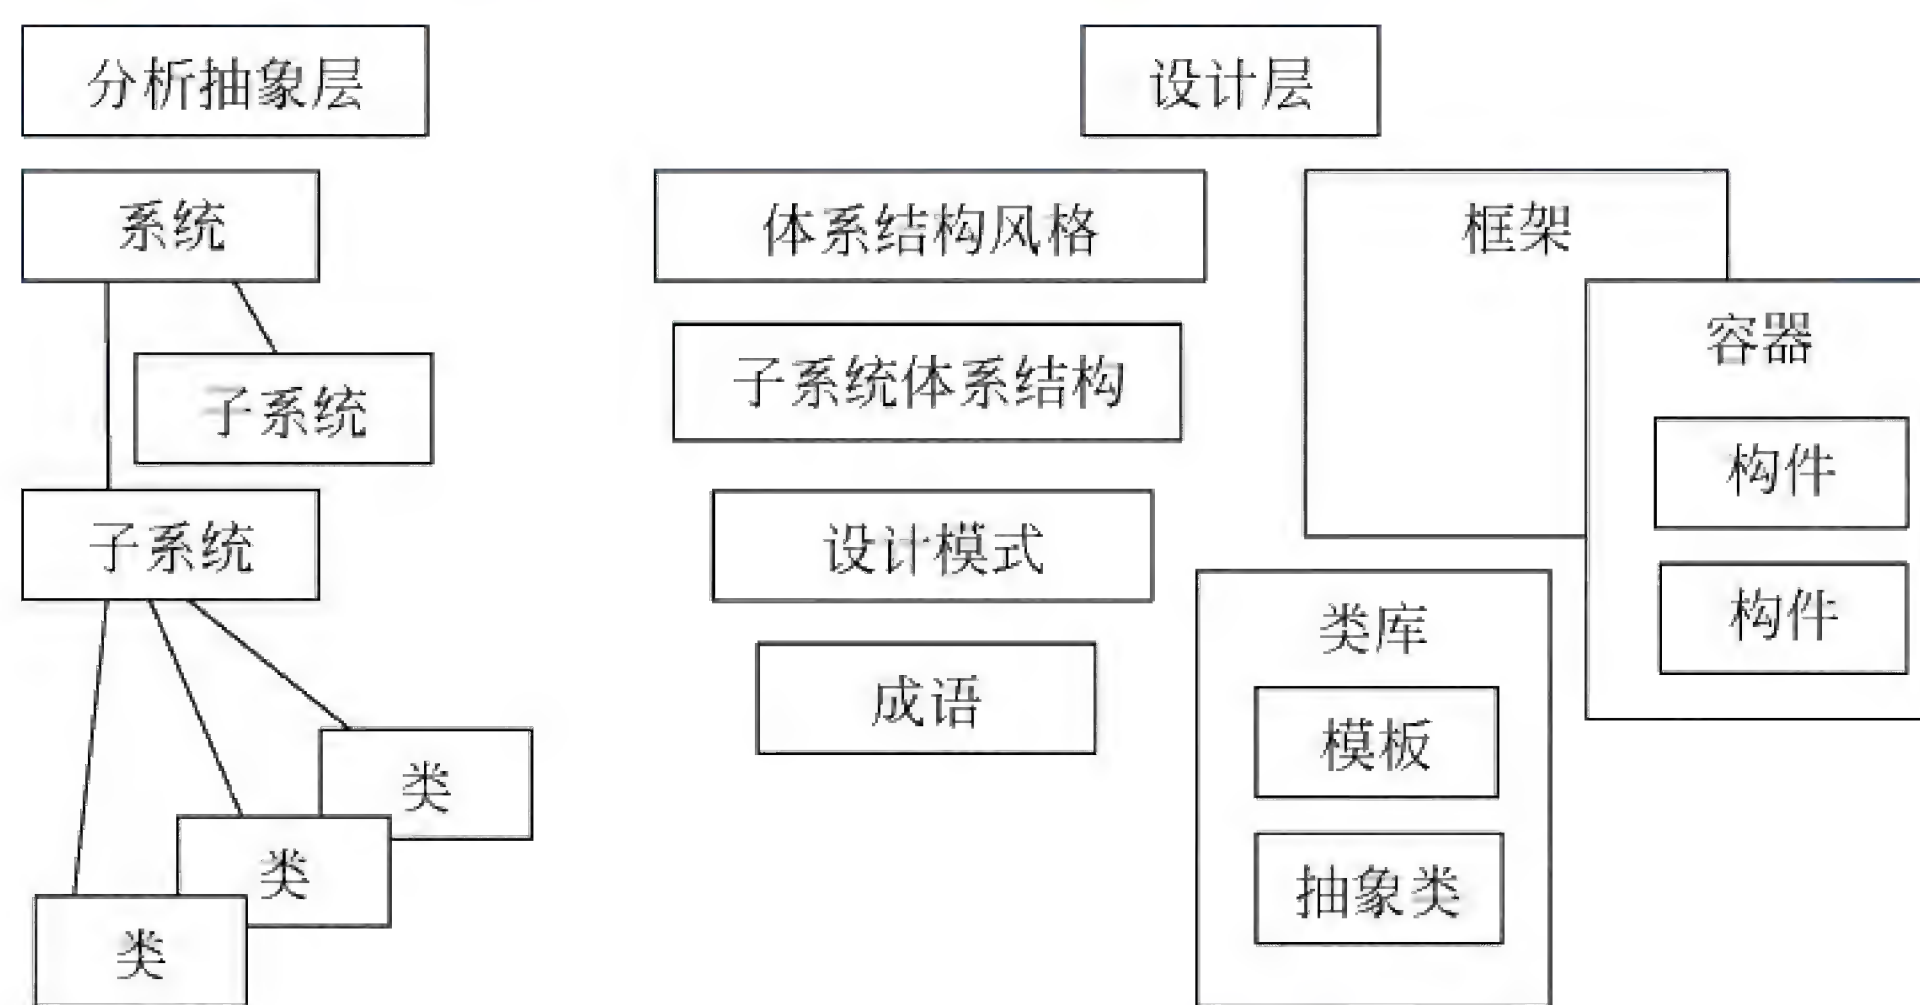 分析抽象层
设计层
系统
体系结构风格
框架
子系统
子系统体系结构
容器
构件
子系统
设计模式
构件
类库
成语
模板
类
类
抽象类
类